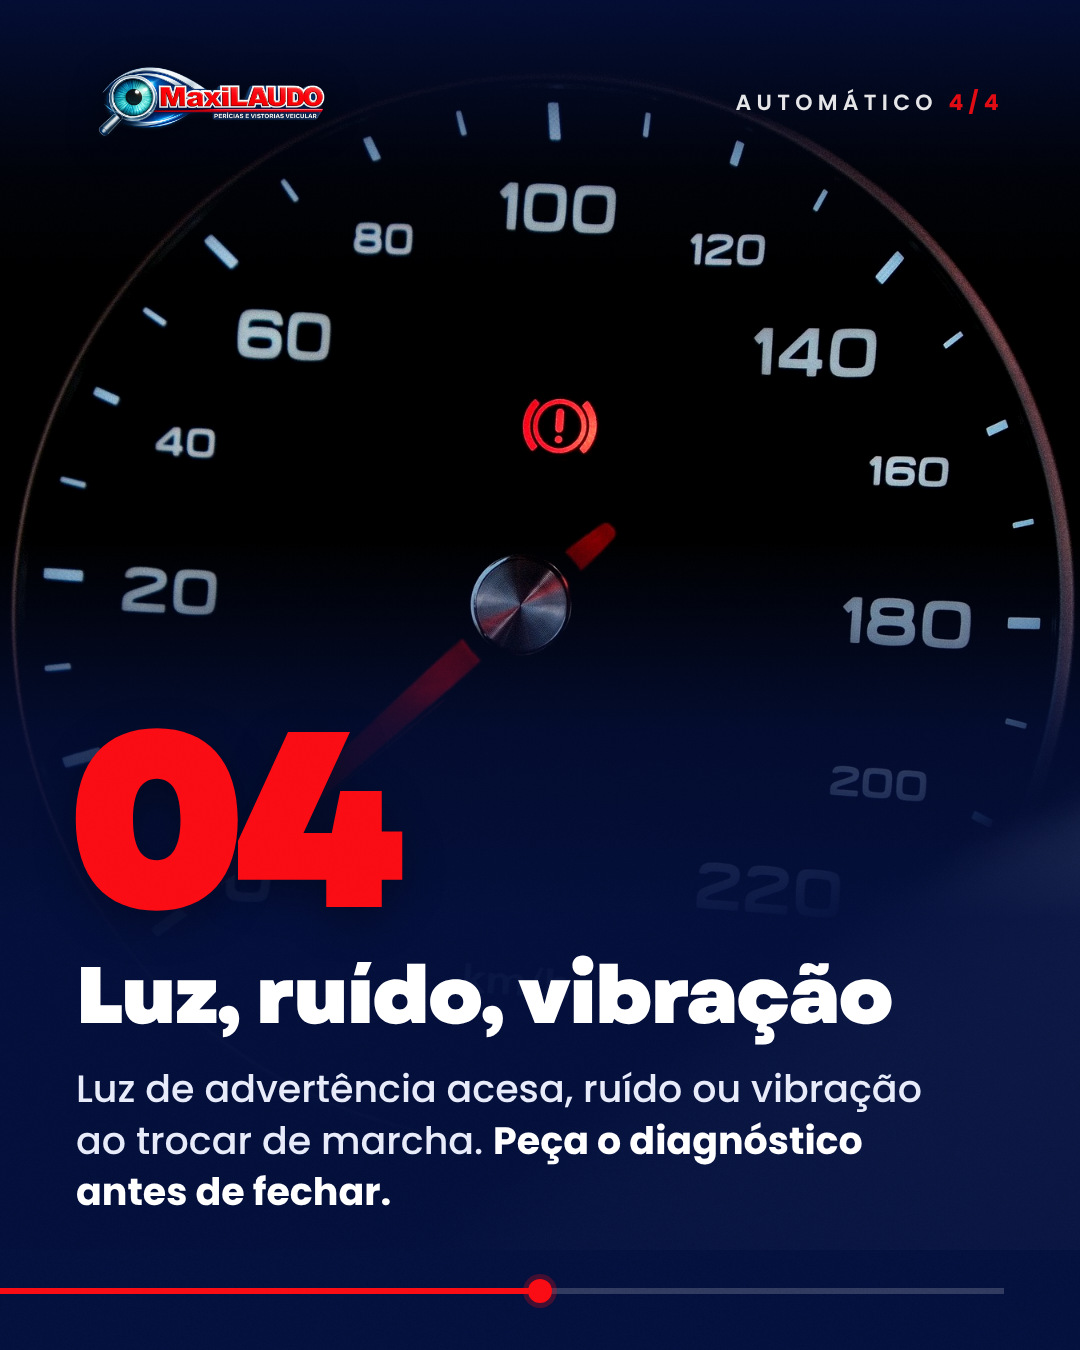 MaxiLAUDO
PERÍCIAS E VISTORIAS VEICULAR
AUTOMÁTICO 4/4
100
80
120
60
140
40
160
20
180
200
0
220
km/h
04
Luz, ruído, vibração
Luz de advertência acesa, ruído ou vibração
ao trocar de marcha. Peça o diagnóstico
antes de fechar.